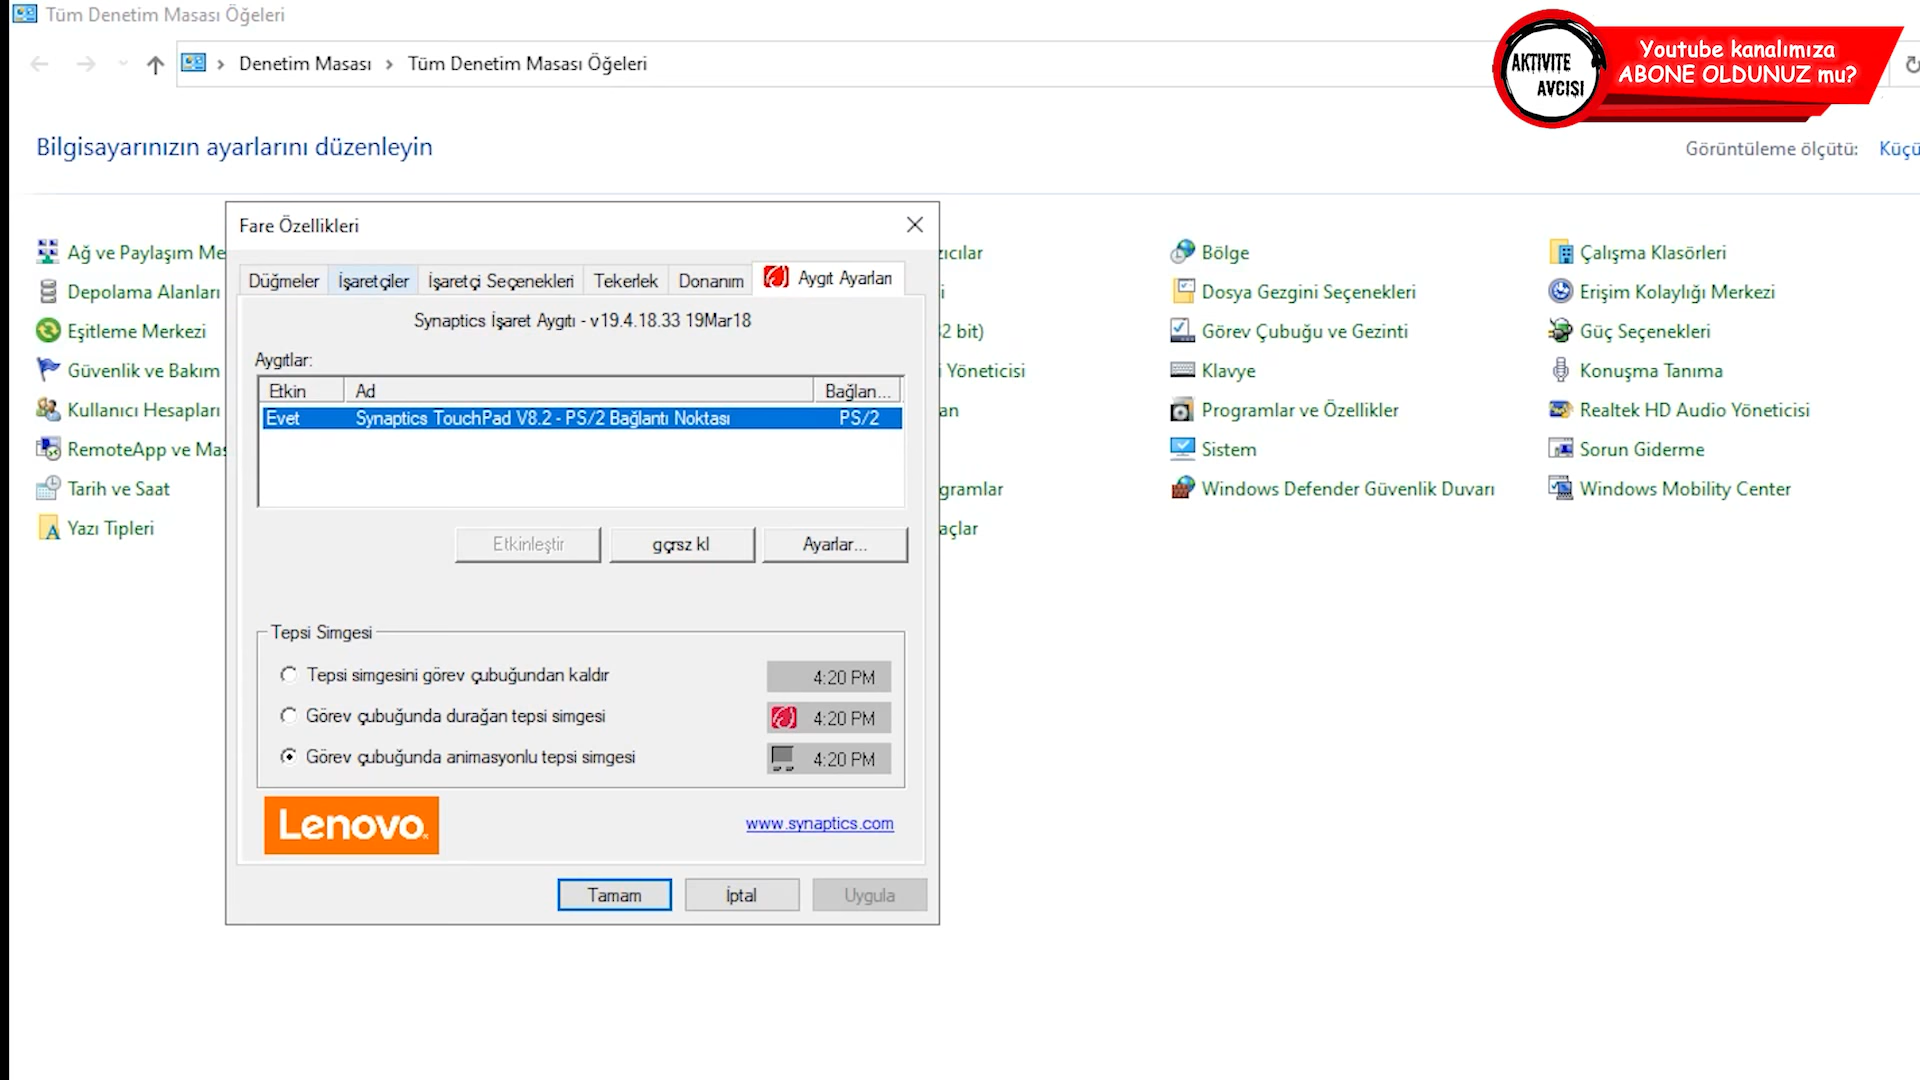 Tüm Denetim Masası Öğeleri
Denetim Masası > Tüm Denetim Masası Öğeleri
AKTIVITE
AVCISI
Youtube kanalımıza
ABONE OLDUNUZ mu?
Bilgisayarınızın ayarlarını düzenleyin
Görüntüleme ölçütü:
Ağ ve Paylaşım
Depolama Alanları
Eşitleme Merkezi
Güvenlik ve Bakım
Kullanıcı Hesapları
RemoteApp ve
Tarih ve Saat
Yazı Tipleri
Fare Özellikleri
Düğmeler
İşaretçiler
İşaretçi Seçenekleri
Tekerlek
Donanım
Aygıt Ayarları
Synaptics İşaret Aygıtı - v19.4.18.33 19Mar18
Aygıtlar:
Etkin Ad Bağlan...
Evet Synaptics TouchPad V8.2 - PS/2 Bağlantı Noktası PS/2
Etkinleştir
gçrsz kl
Ayarlar...
Tepsi Simgesi
Tepsi simgesini görev çubuğundan kaldır 4:20 PM
Görev çubuğunda durağan tepsi simgesi 4:20 PM
Görev çubuğunda animasyonlu tepsi simgesi 4:20 PM
Lenovo
www.synaptics.com
Tamam
İptal
Uygula
bit)
Yöneticisi
Bölge
Dosya Gezgini Seçenekleri
Görev Çubuğu ve Gezinti
Klavye
Programlar ve Özellikler
Sistem
Windows Defender Güvenlik Duvarı
Çalışma Klasörleri
Erişim Kolaylığı Merkezi
Güç Seçenekleri
Konuşma Tanıma
Realtek HD Audio Yöneticisi
Sorun Giderme
Windows Mobility Center